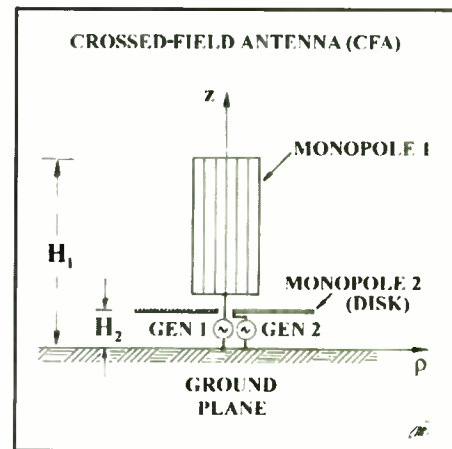 CROSSED-FIELD ANTENNA (CFA)
Z
MONOPOLE 1
H₁
MONOPOLE 2
(DISK)
H₂
GEN 1
GEN 2
ρ
GROUND
PLANE